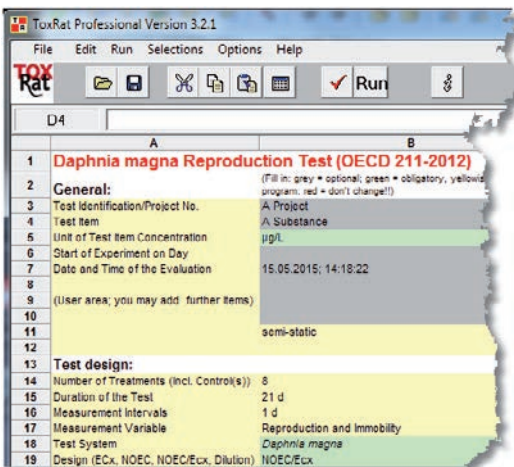 ToxRat Professional Version 3.2.1
File Edit Run Selections Options Help
TOX
Rat
Run
D4
A B
1 Daphnia magna Reproduction Test (OECD 211-2012)
2 General: (Fill in: grey = optional; green = obligatory, yellowis
program; red = don't change!!)
3 Test Identification/Project No. A Project
4 Test Item A Substance
5 Unit of Test Item Concentration µg/L
6 Start of Experiment on Day
7 Date and Time of the Evaluation 15.05.2015; 14:18:22
8
9 (User area; you may add further items)
10
11 semi-static
12
13 Test design:
14 Number of Treatments (Incl. Control(s)) 8
15 Duration of the Test 21 d
16 Measurement Intervals 1 d
17 Measurement Variable Reproduction and Immobility
18 Test System Daphnia magna
19 Design (ECx, NOEC, NOEC/Ecx, Dilution) NOEC/Ecx